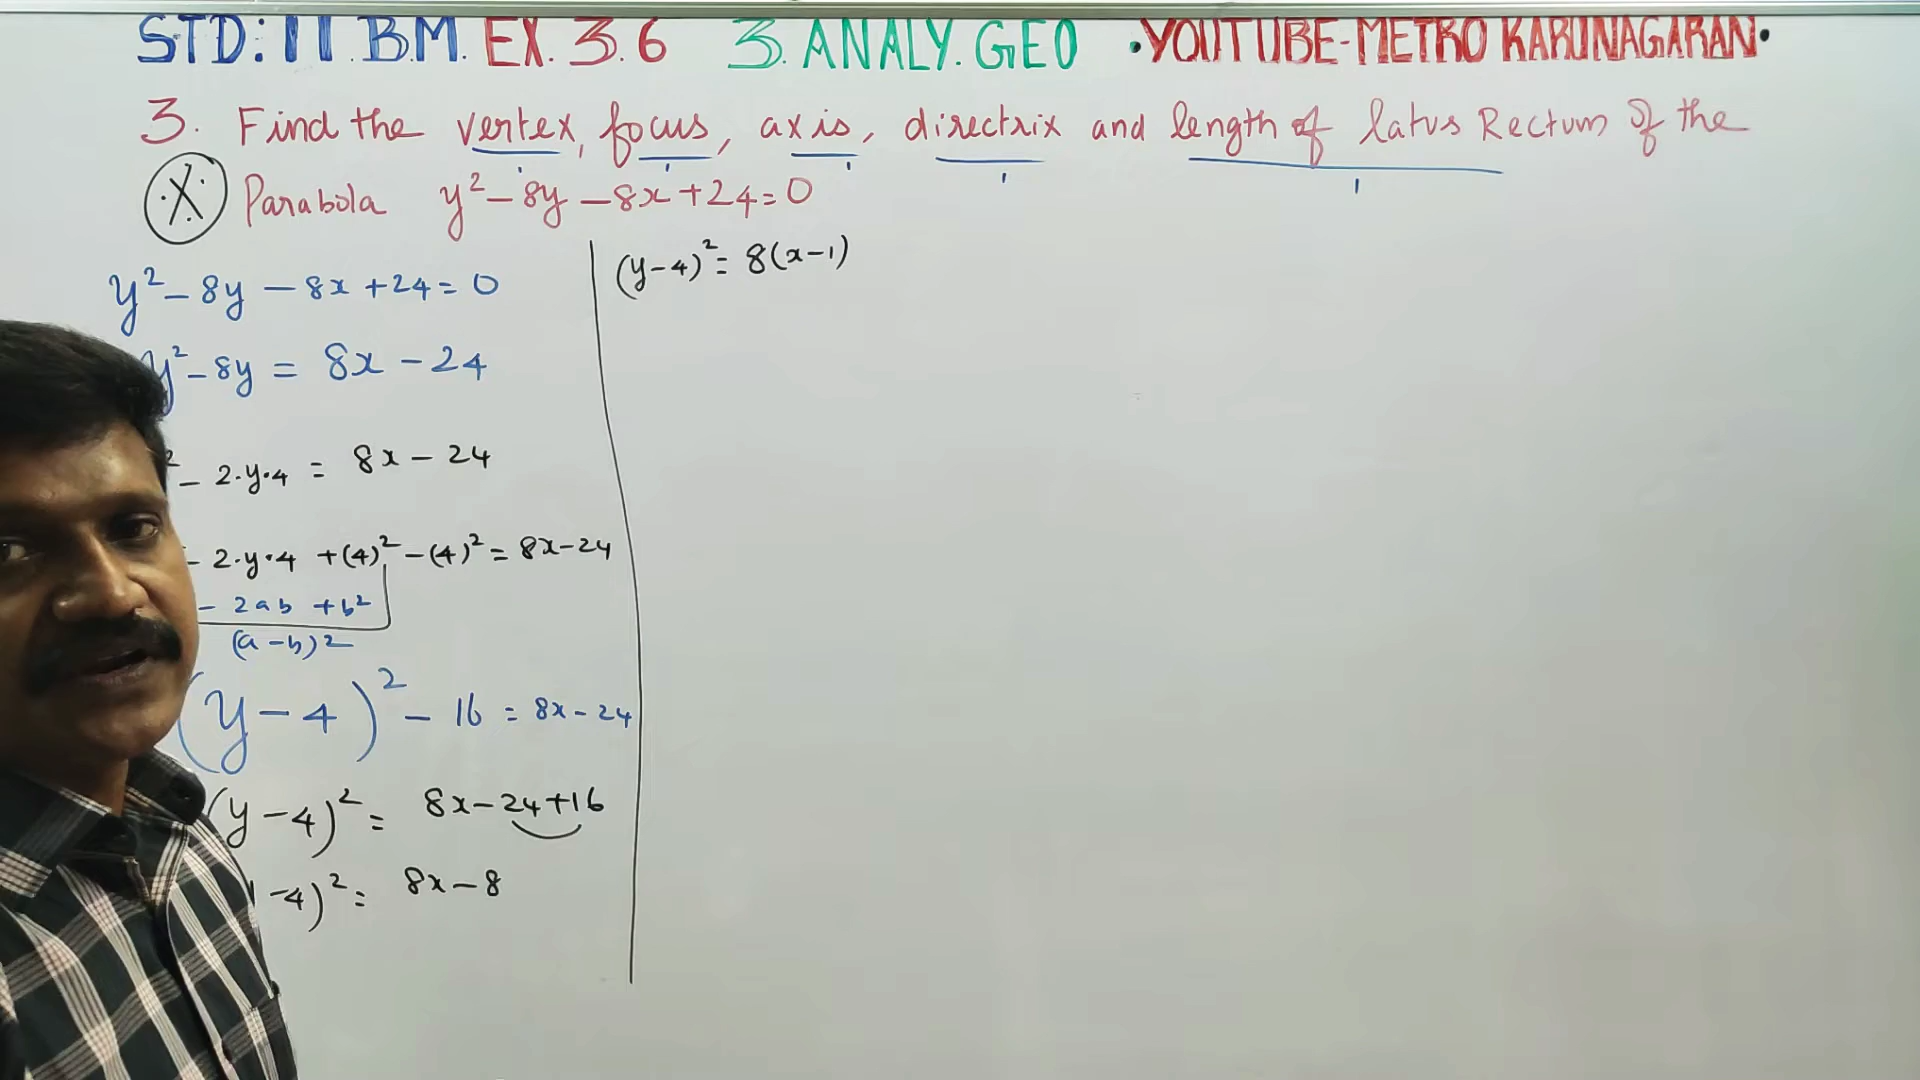 STD: 11. B.M. EX. 3.6 3. ANALY. GEO • YOUTUBE-METRO KARUNAGARAN •
3. Find the vertex, focus, axis, directrix and length of latus Rectum of the
X Parabola y² - 8y - 8x + 24 = 0
y² - 8y - 8x + 24 = 0
y² - 8y = 8x - 24
² - 2·y·4 = 8x - 24
- 2·y·4 + (4)² - (4)² = 8x - 24
- 2ab + b²
(a - b)²
(y - 4)² - 16 = 8x - 24
(y - 4)² = 8x - 24 + 16
- 4)² = 8x - 8
(y - 4)² = 8(x - 1)